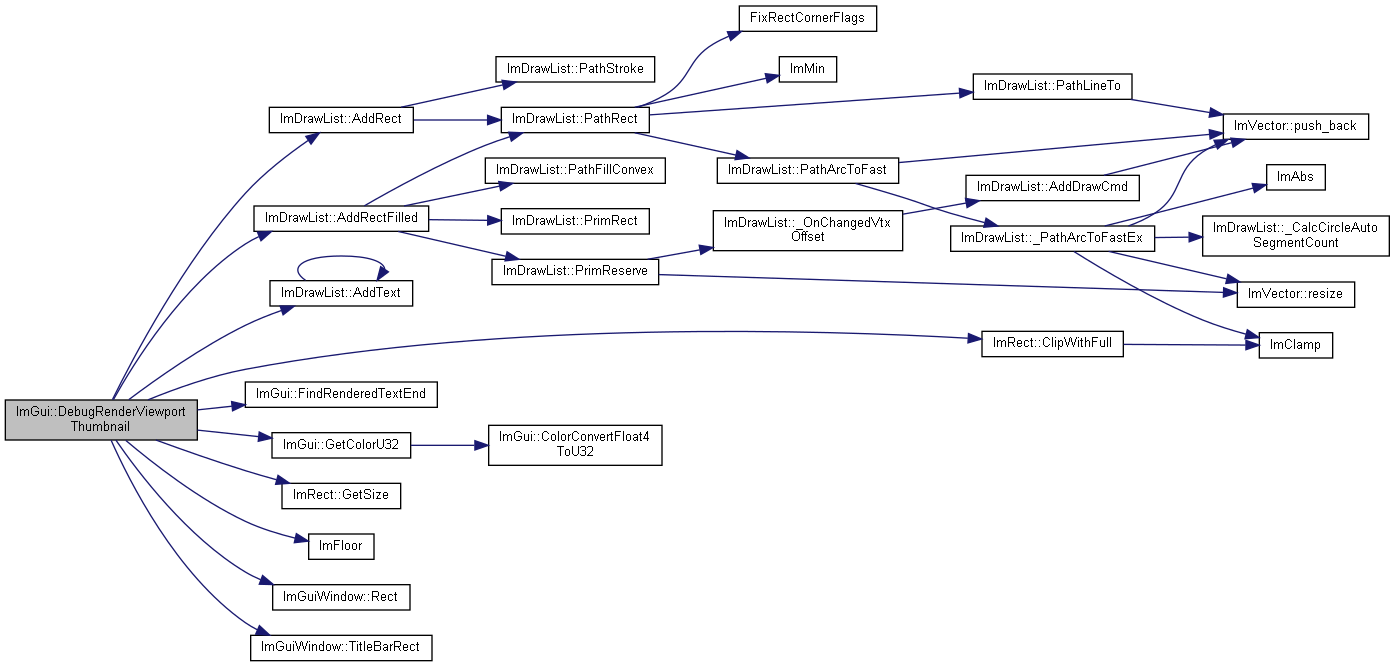 FixRectCornerFlags
ImDrawList::PathStroke
ImMin
ImDrawList::PathLineTo
ImDrawList::AddRect
ImDrawList::PathRect
ImVector::push_back
ImDrawList::PathFillConvex
ImDrawList::PathArcToFast
ImAbs
ImDrawList::AddDrawCmd
ImDrawList::AddRectFilled
ImDrawList::PrimRect
ImDrawList::_OnChangedVtx
Offset
ImDrawList::_PathArcToFastEx
ImDrawList::_CalcCircleAuto
SegmentCount
ImDrawList::PrimReserve
ImDrawList::AddText
ImVector::resize
ImRect::ClipWithFull
ImClamp
ImGui::FindRenderedTextEnd
ImGui::DebugRenderViewport
Thumbnail
ImGui::GetColorU32
ImGui::ColorConvertFloat4
ToU32
ImRect::GetSize
ImFloor
ImGuiWindow::Rect
ImGuiWindow::TitleBarRect